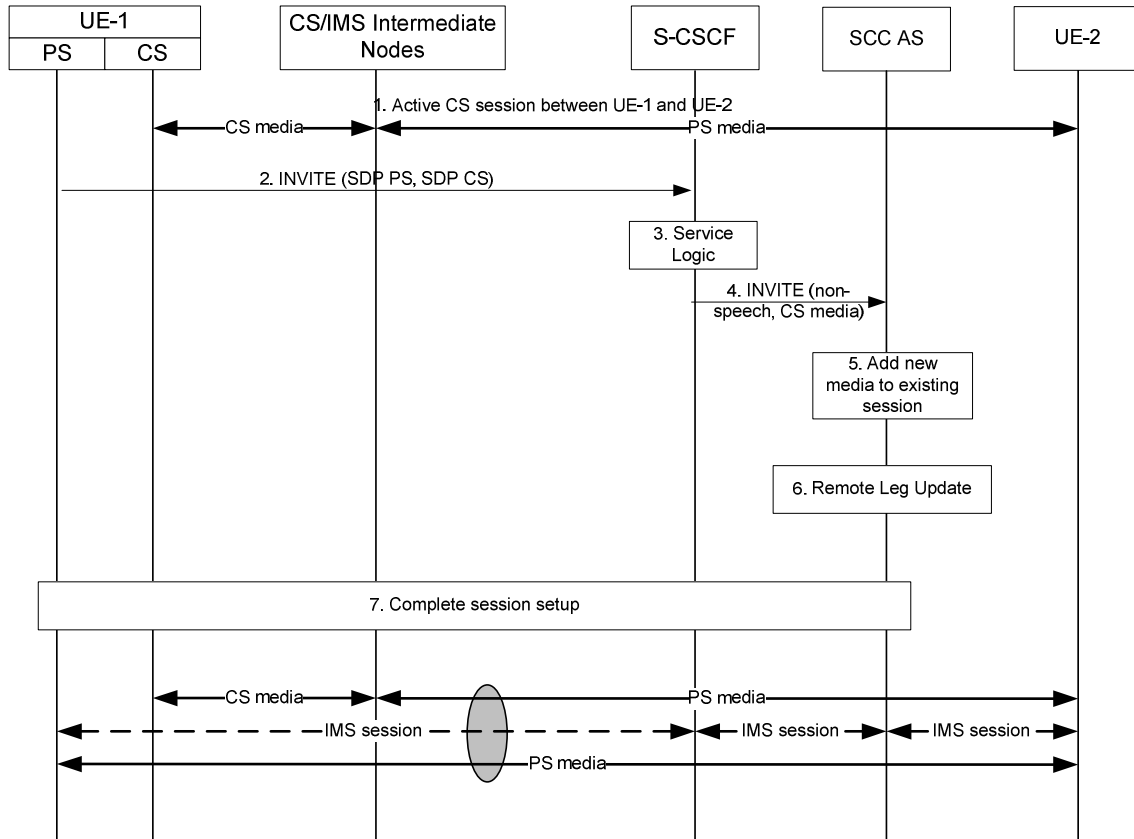 UE-1
PS
CS
CS/IMS Intermediate
Nodes
S-CSCF
SCC AS
UE-2
1. Active CS session between UE-1 and UE-2
CS media
PS media
2. INVITE (SDP PS, SDP CS)
3. Service
Logic
4. INVITE (non-
speech, CS media)
5. Add new
media to existing
session
6. Remote Leg Update
7. Complete session setup
CS media
PS media
IMS session
IMS session
IMS session
PS media